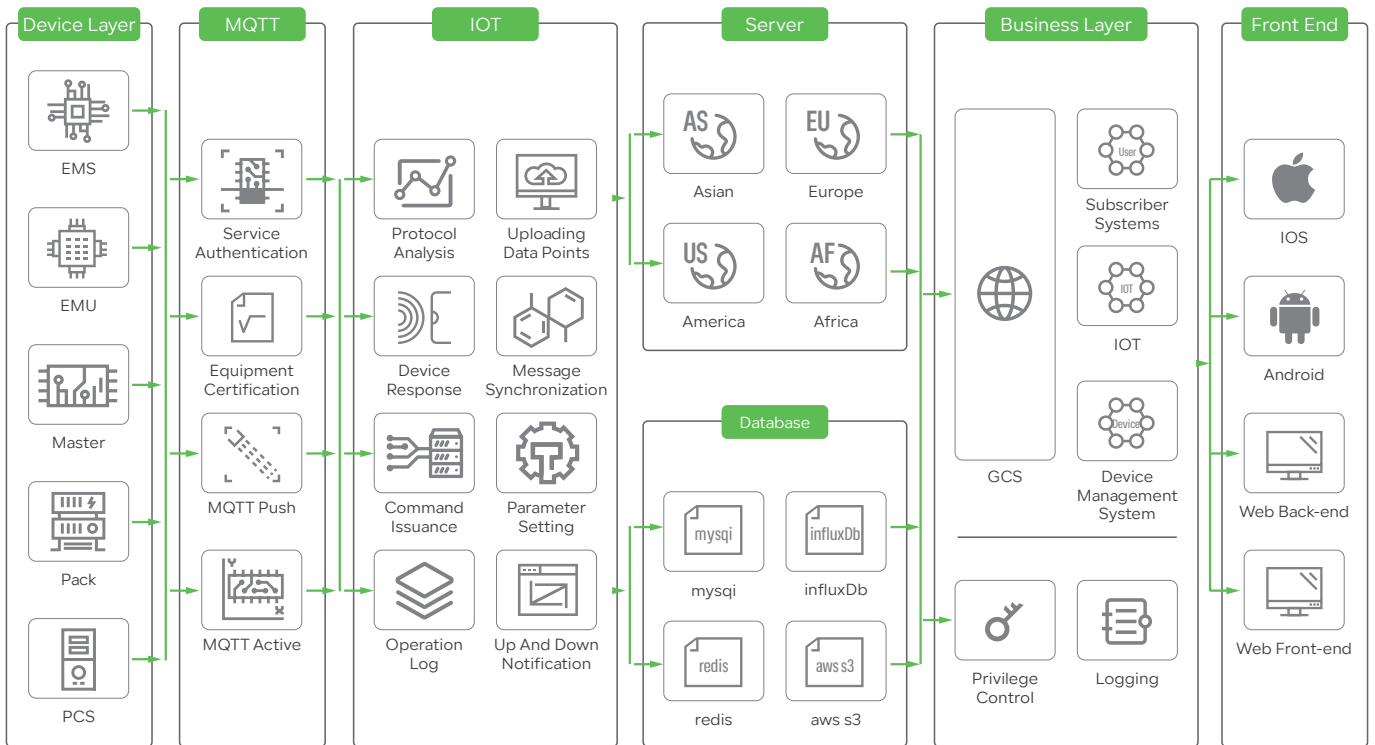 Device Layer
EMS
EMU
Master
Pack
PCS
MQTT
Service
Authentication
Equipment
Certification
MQTT Push
Y
X
MQTT Active
IOT
Protocol
Analysis
Uploading
Data Points
Device
Response
Message
Synchronization
Command
Issuance
Parameter
Setting
Operation
Log
Up And Down
Notification
Server
AS
Asian
EU
Europe
US
America
AF
Africa
Database
mysqi
mysqi
influxDb
influxDb
redis
redis
aws s3
aws s3
Business Layer
GCS
User
Subscriber
Systems
IOT
IOT
Device
Device
Management
System
Privilege
Control
Logging
Front End
IOS
Android
Web Back-end
Web Front-end